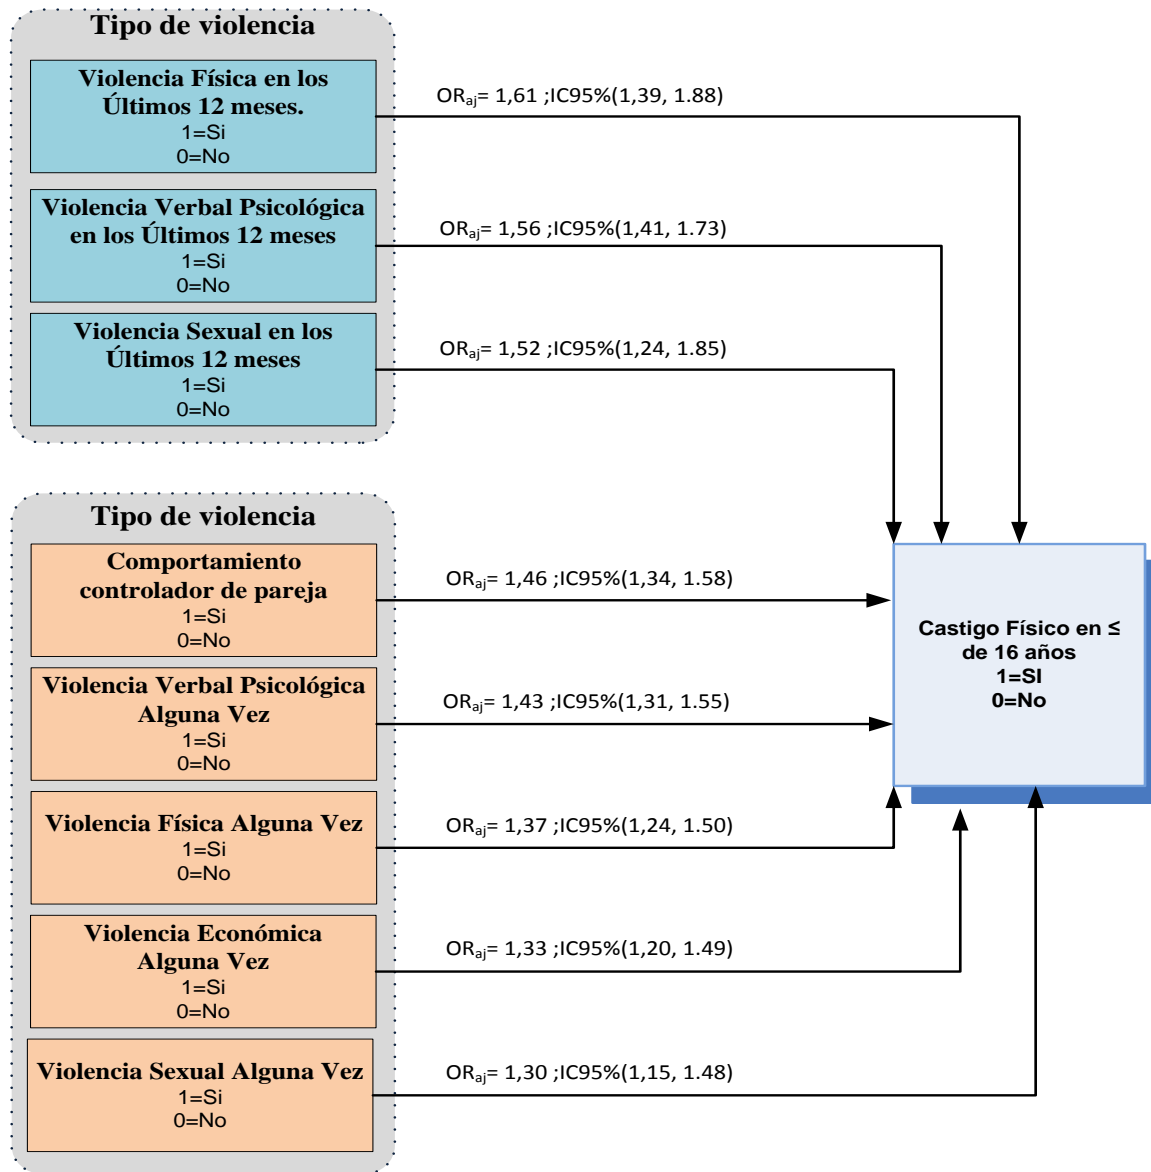 Tipo de violencia
Violencia Física en los
Últimos 12 meses.
1=Si
0=No
ORaj= 1,61 ;IC95%(1,39, 1.88)
Violencia Verbal Psicológica
en los Últimos 12 meses
1=Si
0=No
ORaj= 1,56 ;IC95%(1,41, 1.73)
Violencia Sexual en los
Últimos 12 meses
1=Si
0=No
ORaj= 1,52 ;IC95%(1,24, 1.85)
Tipo de violencia
Comportamiento
controlador de pareja
1=Si
0=No
ORaj= 1,46 ;IC95%(1,34, 1.58)
Violencia Verbal Psicológica
Alguna Vez
1=Si
0=No
ORaj= 1,43 ;IC95%(1,31, 1.55)
Violencia Física Alguna Vez
1=Si
0=No
ORaj= 1,37 ;IC95%(1,24, 1.50)
Violencia Económica
Alguna Vez
1=Si
0=No
ORaj= 1,33 ;IC95%(1,20, 1.49)
Violencia Sexual Alguna Vez
1=Si
0=No
ORaj= 1,30 ;IC95%(1,15, 1.48)
Castigo Físico en ≤
de 16 años
1=SI
0=No